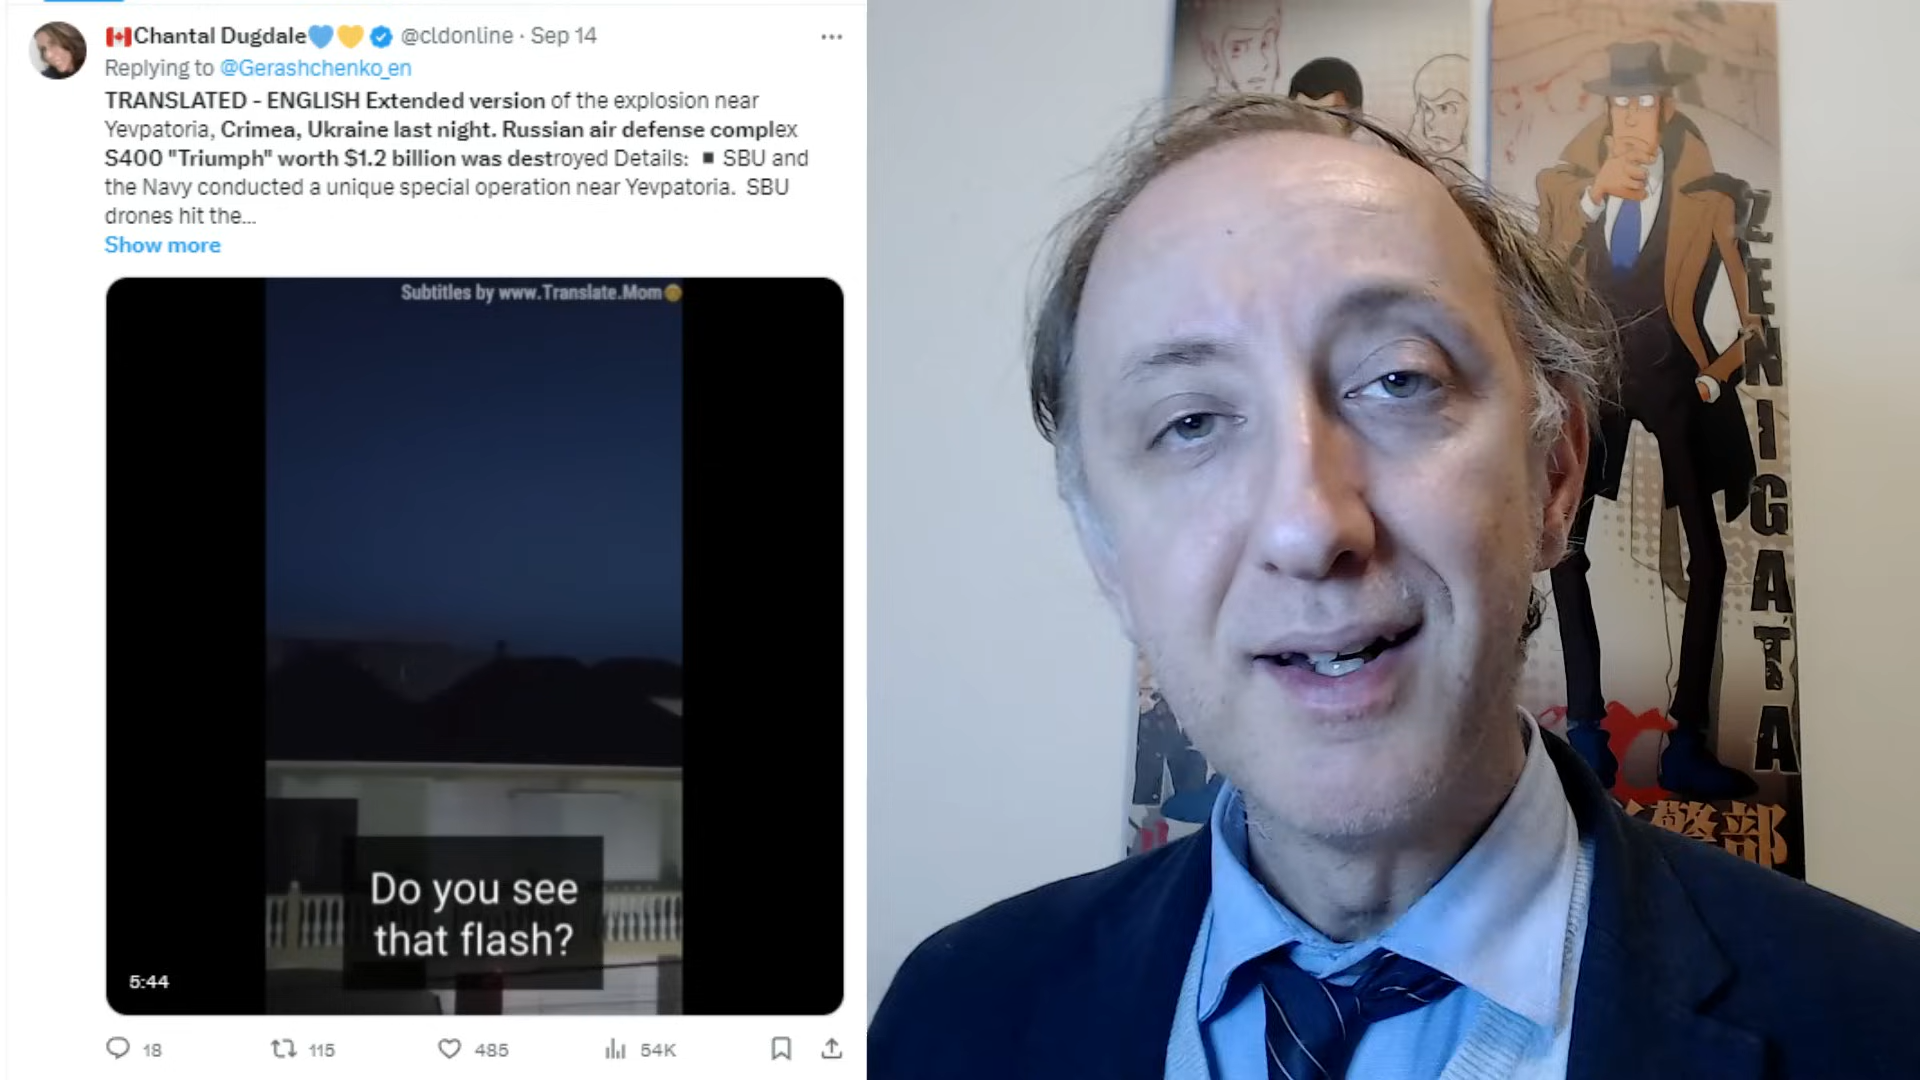 Chantal Dugdale @cldonline · Sep 14
Replying to @Gerashchenko_en
TRANSLATED - ENGLISH Extended version of the explosion near
Yevpatoria, Crimea, Ukraine last night. Russian air defense complex
S400 "Triumph" worth $1.2 billion was destroyed Details: ▪ SBU and
the Navy conducted a unique special operation near Yevpatoria. SBU
drones hit the...
Show more
Subtitles by www.Translate.Mom
Do you see
that flash?
5:44
18 115 485 54K
ZENIGATA
警部